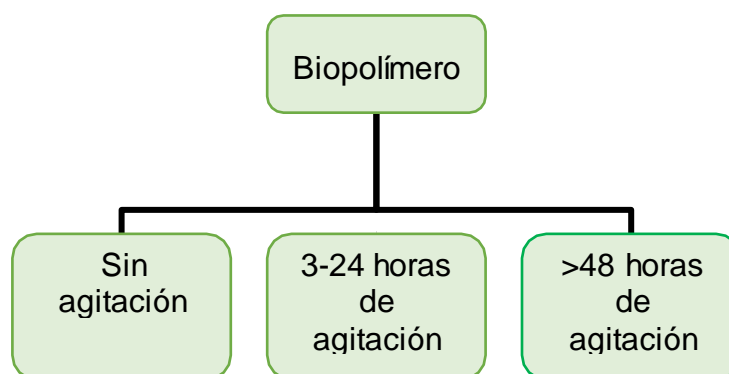 Biopolímero
Sin
agitación
3-24 horas
de
agitación
>48 horas
de
agitación